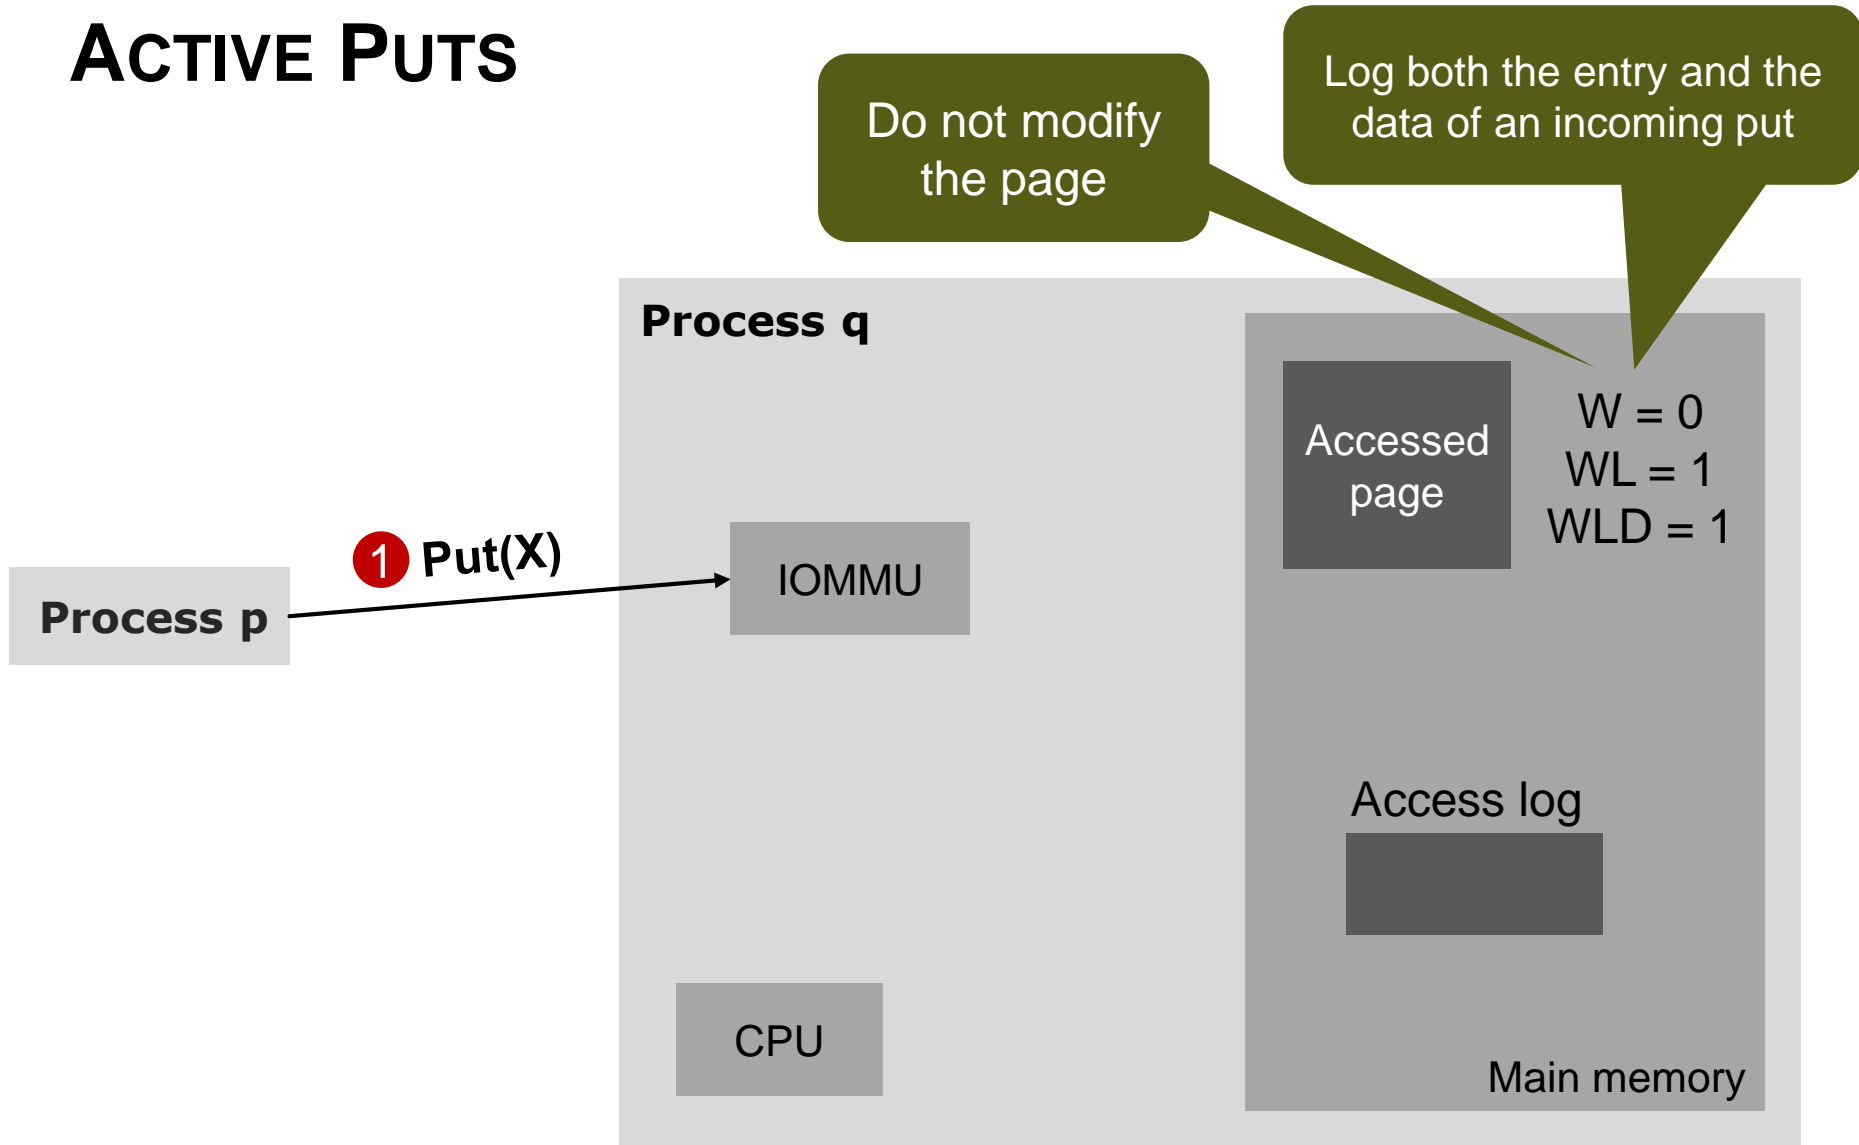 ACTIVE PUTS
Do not modify
the page
Log both the entry and the
data of an incoming put
Process q
Accessed
page
W = 0
WL = 1
WLD = 1
1 Put(X)
IOMMU
Process p
Access log
CPU
Main memory